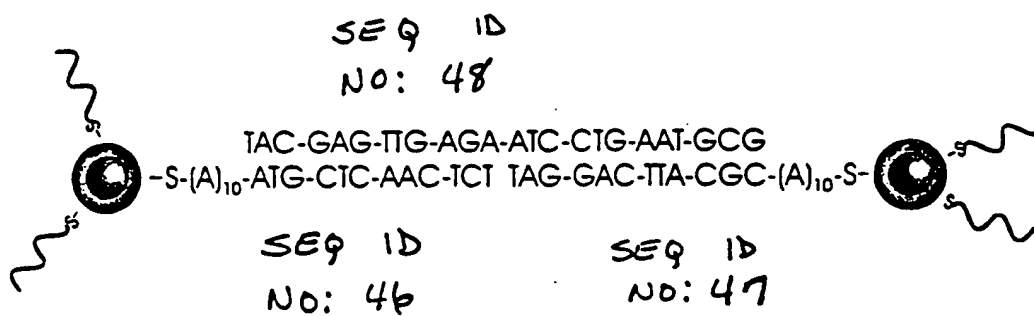 SEQ ID
NO: 48
S
TAC-GAG-TTG-AGA-ATC-CTG-AAT-GCG
-S-(A)10-ATG-CTC-AAC-TCT TAG-GAC-TTA-CGC-(A)10-S-
S
S
S
SEQ ID
NO: 46
SEQ ID
NO: 47